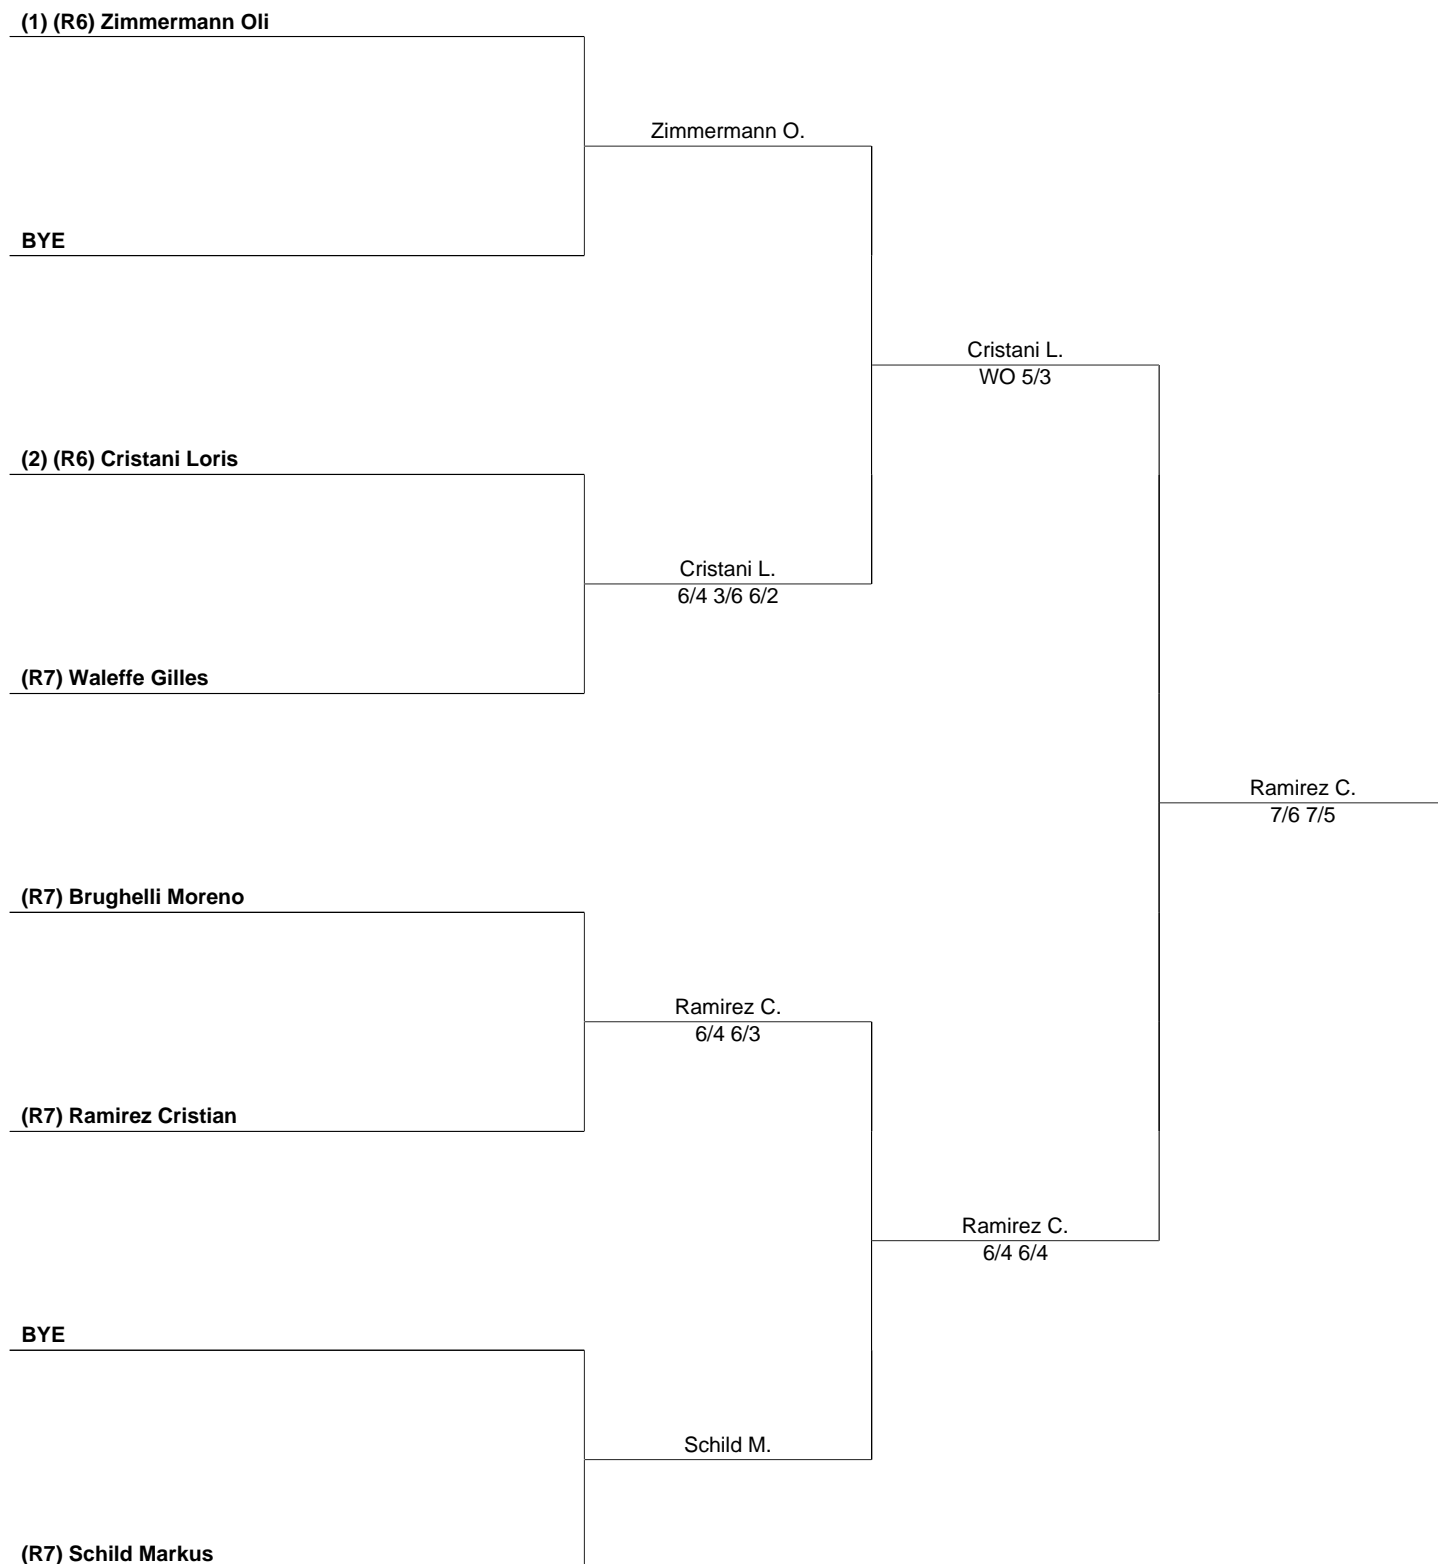 (1) (R6) Zimmermann Oli
Zimmermann O.
BYE
Cristani L.
WO 5/3
(2) (R6) Cristani Loris
Cristani L.
6/4 3/6 6/2
(R7) Waleffe Gilles
Ramirez C.
7/6 7/5
(R7) Brughelli Moreno
Ramirez C.
6/4 6/3
(R7) Ramirez Cristian
Ramirez C.
6/4 6/4
BYE
Schild M.
(R7) Schild Markus